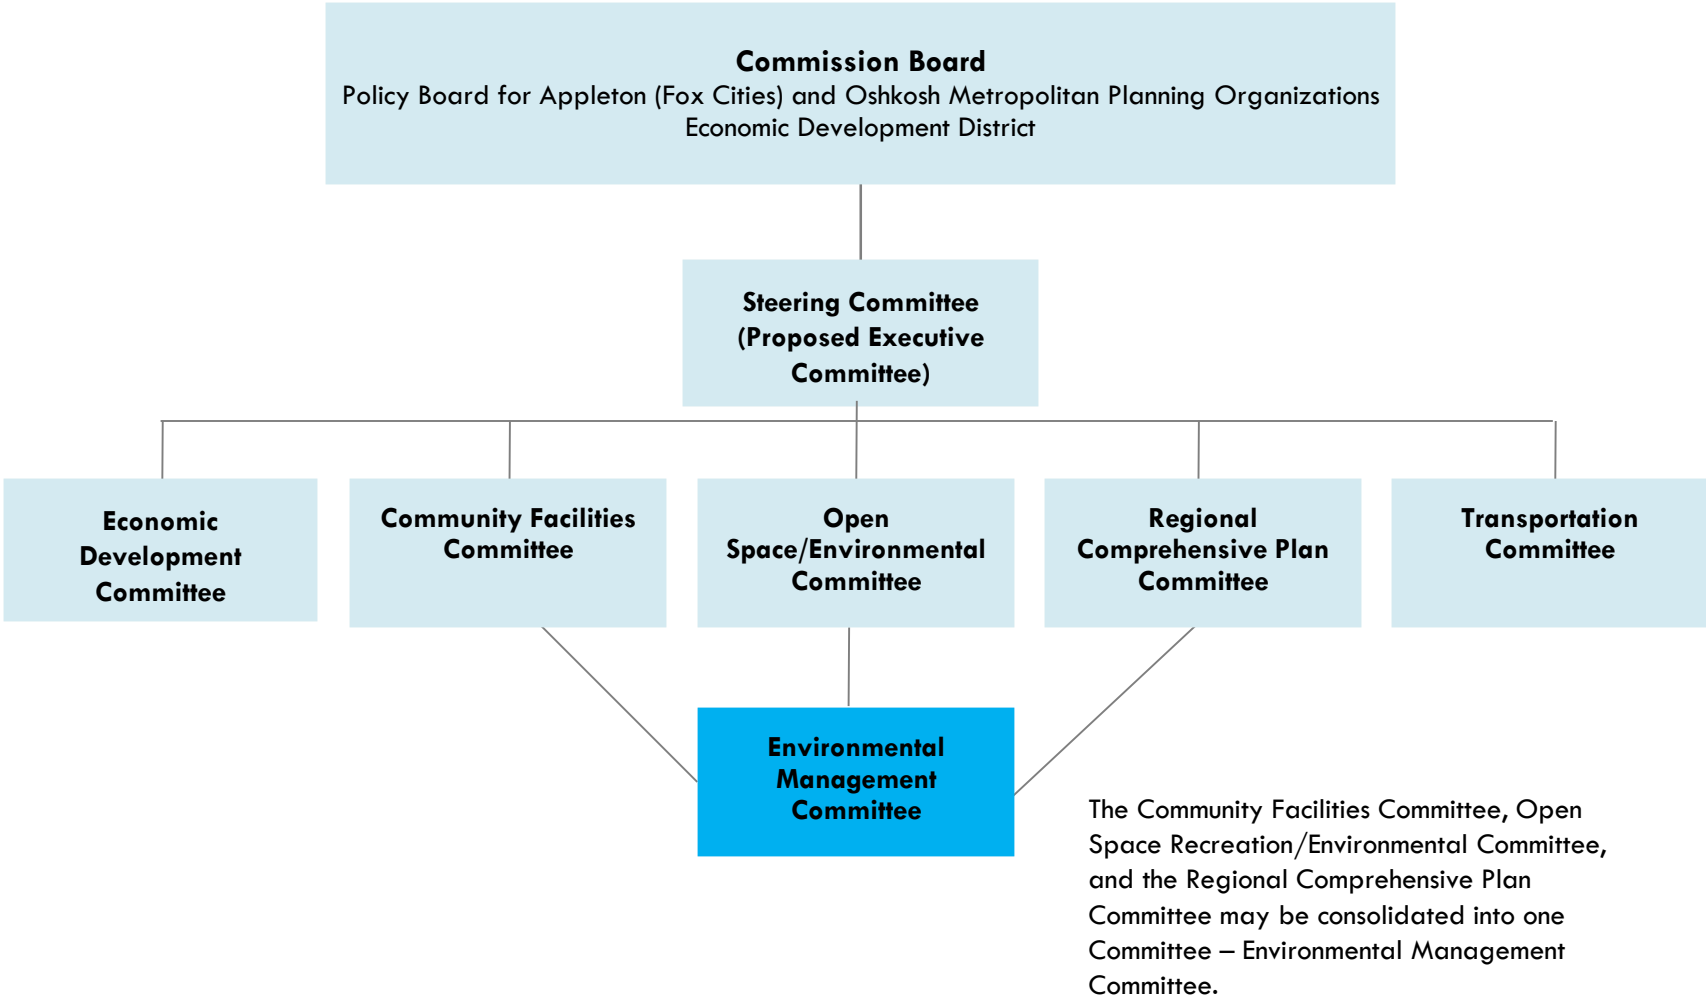 Commission Board
Policy Board for Appleton (Fox Cities) and Oshkosh Metropolitan Planning Organizations
Economic Development District
Steering Committee
(Proposed Executive
Committee)
Economic
Development
Committee
Community Facilities
Committee
Open
Space/Environmental
Committee
Regional
Comprehensive Plan
Committee
Transportation
Committee
Environmental
Management
Committee
The Community Facilities Committee, Open
Space Recreation/Environmental Committee,
and the Regional Comprehensive Plan
Committee may be consolidated into one
Committee – Environmental Management
Committee.